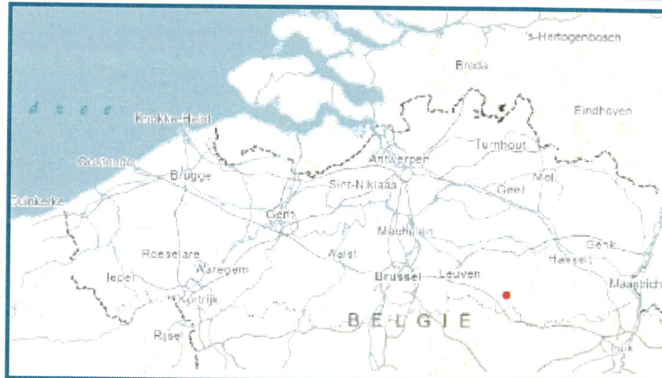 's-Hertogenbosch
Breda
Eindhoven
d z e e
Knokke-Heist
Turnhout
Antwerpen
Oostende
Mol
Brugge
Sint-Niklaas
Geel
Duinkerke
Gent
Mechelen
Genk
Roeselare
Aalst
Hasselt
Ieper
Waregem
Brussel
Leuven
Maastricht
Kortrijk
BELGIE
Rijsel
Luik